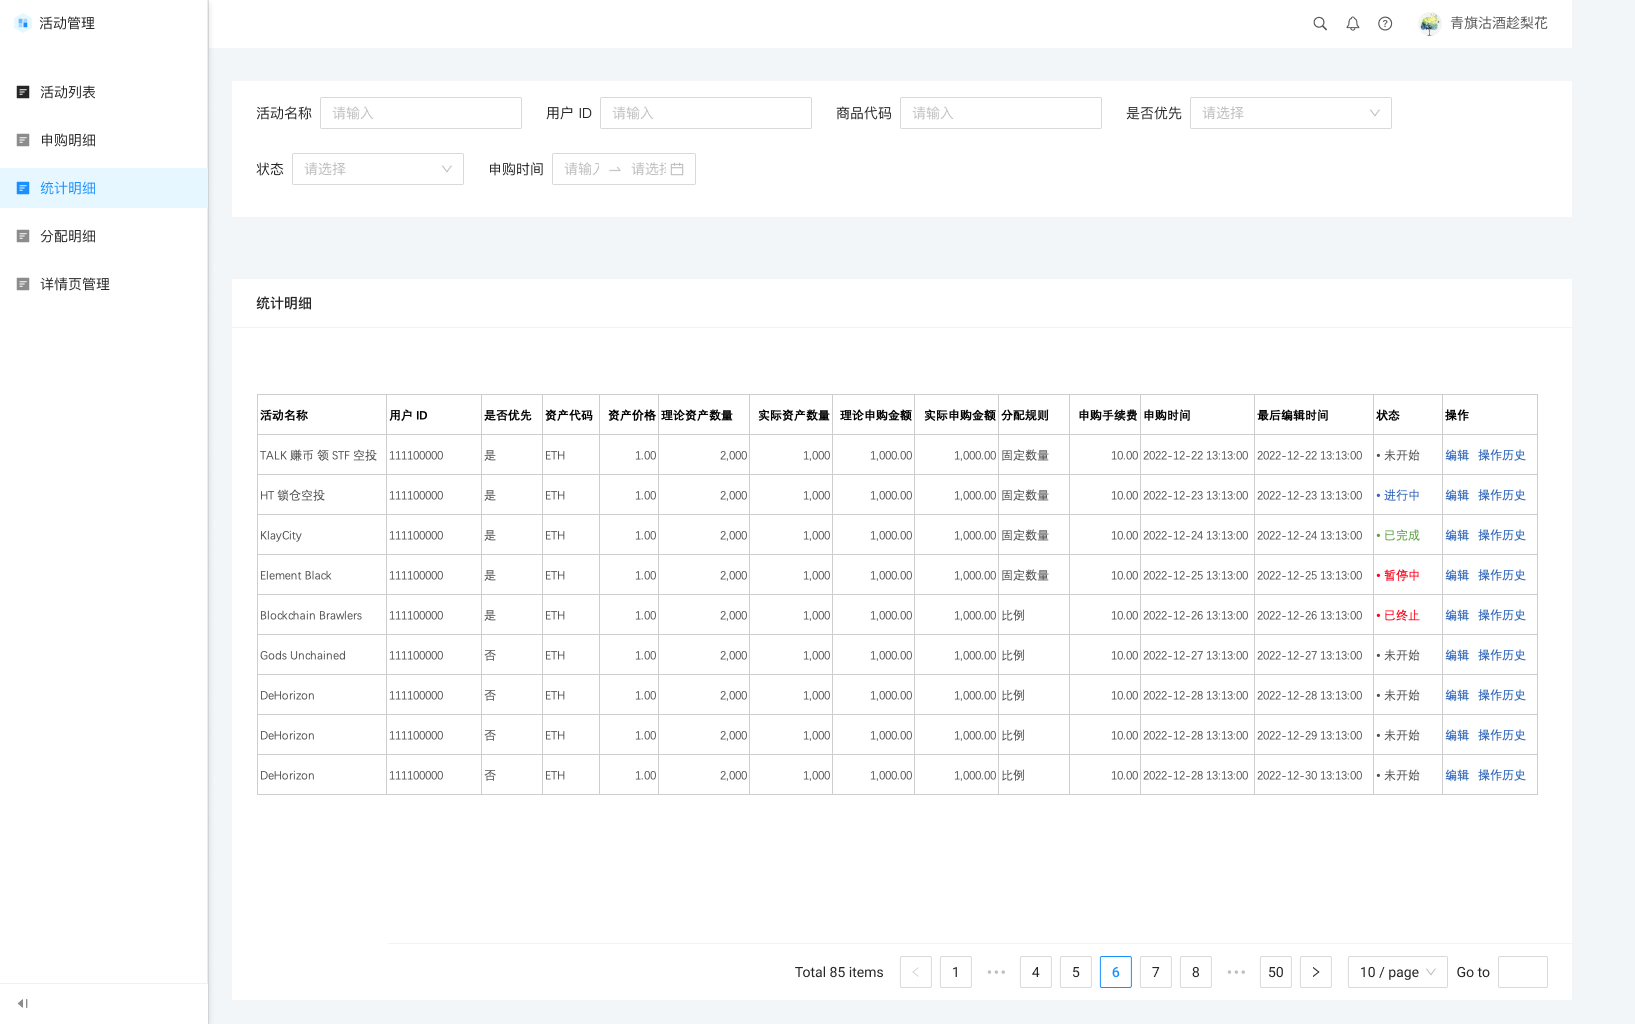 活动管理
青旗沽酒趁梨花
活动列表
申购明细
统计明细
分配明细
详情页管理
活动名称 请输入 用户 ID 请输入 商品代码 请输入 是否优先 请选择
状态 请选择 申购时间 请输入 请选择
统计明细
活动名称 用户 ID 是否优先 资产代码 资产价格 理论资产数量 实际资产数量 理论申购金额 实际申购金额 分配规则 申购手续费 申购时间 最后编辑时间 状态 操作
TALK 赚币 领 STF 空投 111100000 是 ETH 1.00 2,000 1,000 1,000.00 1,000.00 固定数量 10.00 2022-12-22 13:13:00 2022-12-22 13:13:00 • 未开始 编辑 操作历史
HT 锁仓空投 111100000 是 ETH 1.00 2,000 1,000 1,000.00 1,000.00 固定数量 10.00 2022-12-23 13:13:00 2022-12-23 13:13:00 • 进行中 编辑 操作历史
KlayCity 111100000 是 ETH 1.00 2,000 1,000 1,000.00 1,000.00 固定数量 10.00 2022-12-24 13:13:00 2022-12-24 13:13:00 • 已完成 编辑 操作历史
Element Black 111100000 是 ETH 1.00 2,000 1,000 1,000.00 1,000.00 固定数量 10.00 2022-12-25 13:13:00 2022-12-25 13:13:00 • 暂停中 编辑 操作历史
Blockchain Brawlers 111100000 是 ETH 1.00 2,000 1,000 1,000.00 1,000.00 比例 10.00 2022-12-26 13:13:00 2022-12-26 13:13:00 • 已终止 编辑 操作历史
Gods Unchained 111100000 否 ETH 1.00 2,000 1,000 1,000.00 1,000.00 比例 10.00 2022-12-27 13:13:00 2022-12-27 13:13:00 • 未开始 编辑 操作历史
DeHorizon 111100000 否 ETH 1.00 2,000 1,000 1,000.00 1,000.00 比例 10.00 2022-12-28 13:13:00 2022-12-28 13:13:00 • 未开始 编辑 操作历史
DeHorizon 111100000 否 ETH 1.00 2,000 1,000 1,000.00 1,000.00 比例 10.00 2022-12-28 13:13:00 2022-12-29 13:13:00 • 未开始 编辑 操作历史
DeHorizon 111100000 否 ETH 1.00 2,000 1,000 1,000.00 1,000.00 比例 10.00 2022-12-28 13:13:00 2022-12-30 13:13:00 • 未开始 编辑 操作历史
Total 85 items < 1 ••• 4 5 6 7 8 ••• 50 > 10 / page Go to